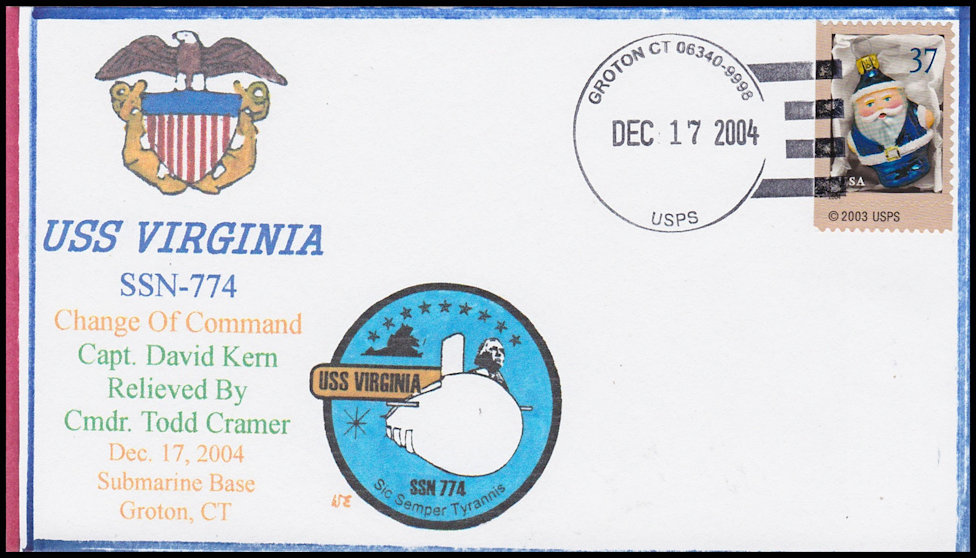 GROTON CT 06340-9998
DEC 17 2004
USPS
37
USA
© 2003 USPS
USS VIRGINIA
SSN-774
Change Of Command
Capt. David Kern
Relieved By
Cmdr. Todd Cramer
Dec. 17, 2004
Submarine Base
Groton, CT
USS VIRGINIA
SSN 774
Sic Semper Tyrannis